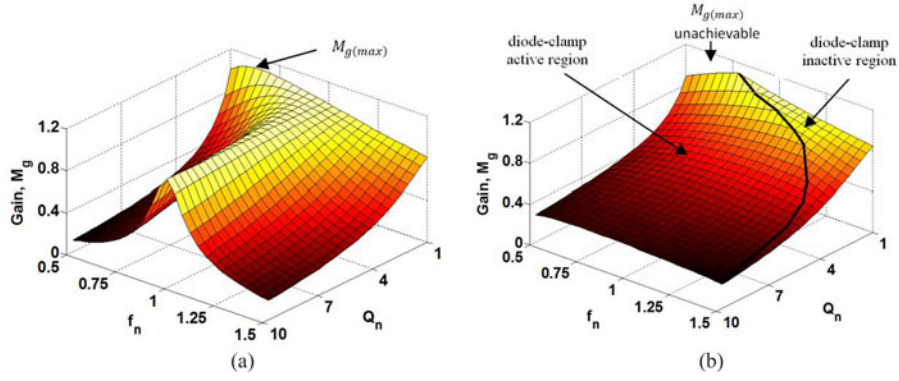 M_g(max)
Gain, M_g
1.2
0.8
0.4
0
0.5
0.75
1
1.25
1.5
f_n
10
7
4
1
Q_n
(a)
M_g(max)
unachievable
diode-clamp
active region
diode-clamp
inactive region
Gain, M_g
1.2
0.8
0.4
0
0.5
0.75
1
1.25
1.5
f_n
10
7
4
1
Q_n
(b)